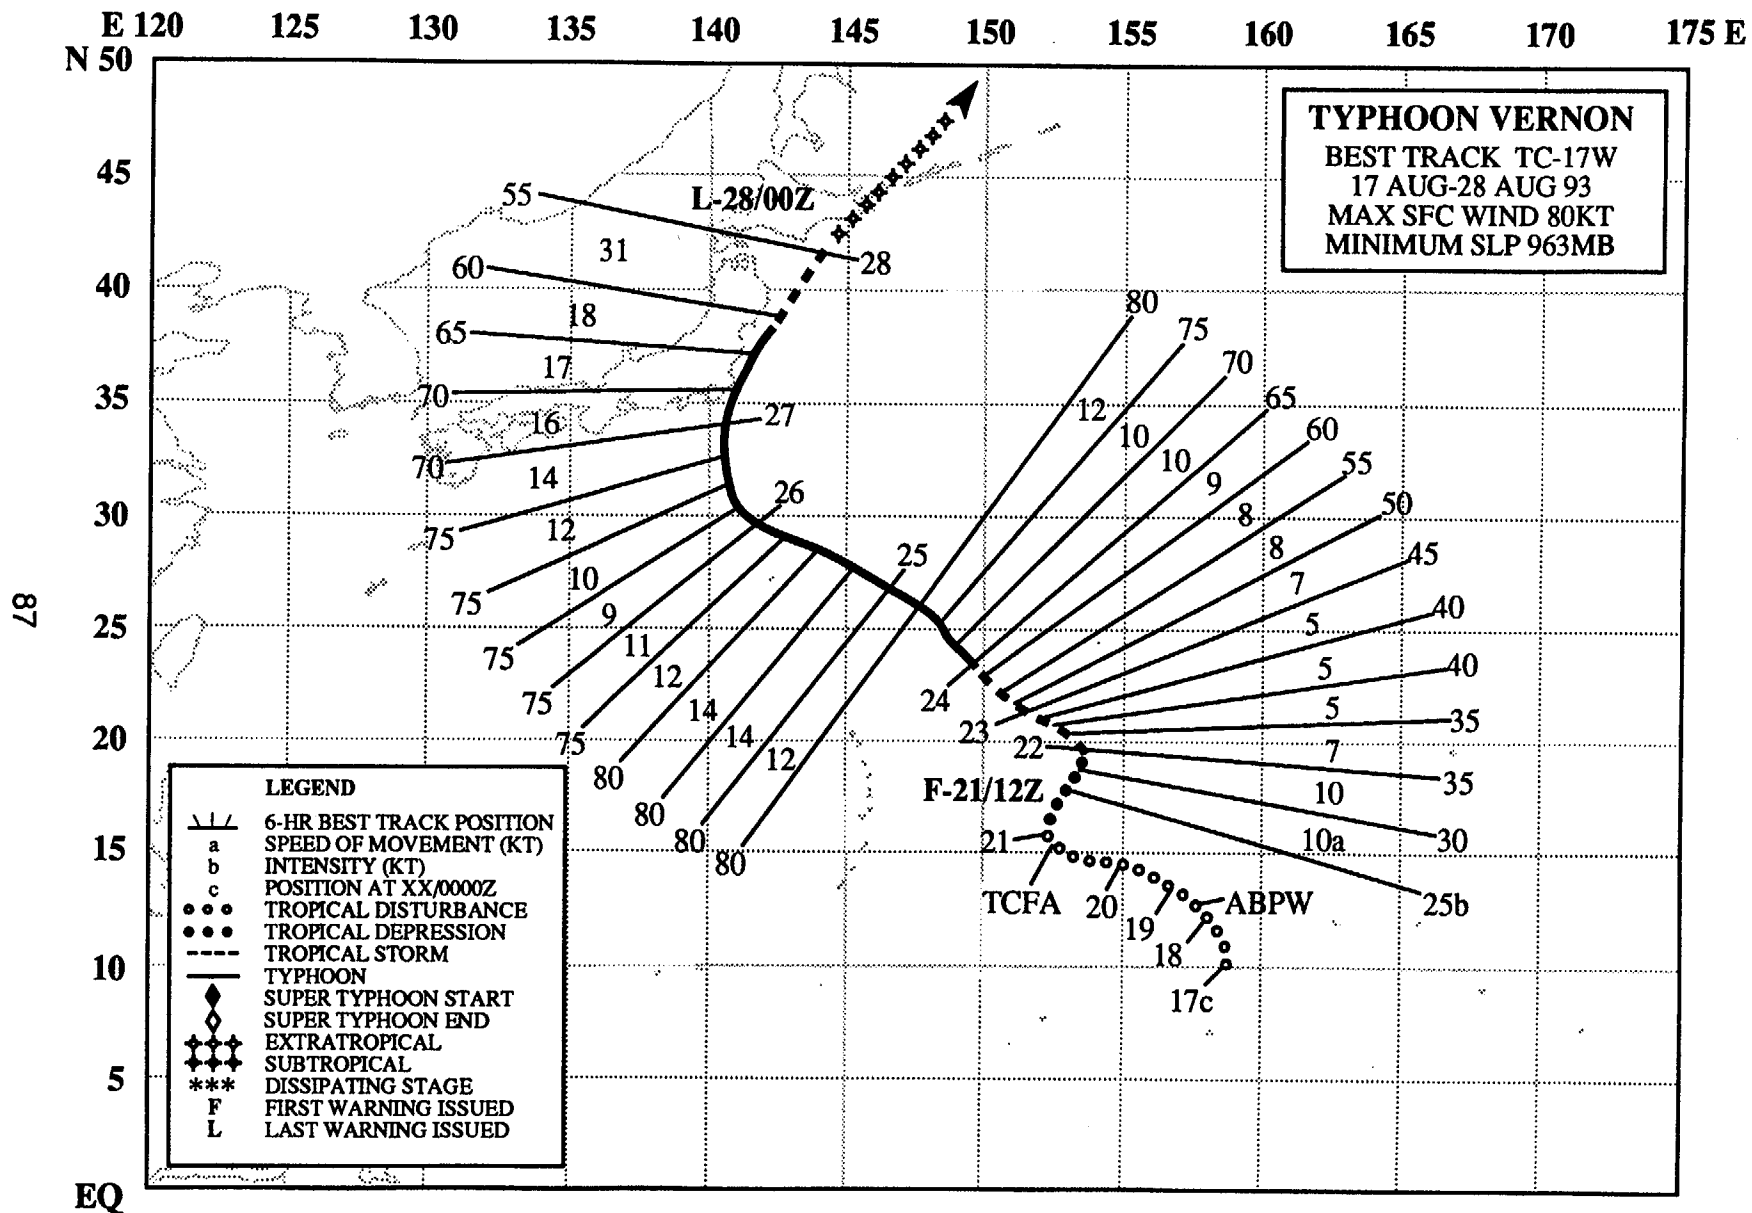 E 120 125 130 135 140 145 150 155 160 165 170 175 E
N 50
45
40
35
30
25
20
15
10
5
EQ
87
TYPHOON VERNON
BEST TRACK TC-17W
17 AUG-28 AUG 93
MAX SFC WIND 80KT
MINIMUM SLP 963MB
L-28/00Z
55
31
28
60
18
65
17
70
16
27
70
14
75
12
26
75
10
75
9
75
11
75
12
80
14
80
14
80
12
80
25
80
12
75
10
70
10
65
9
60
8
55
8
50
7
45
5
40
5
40
5
35
7
35
10
30
10a
25b
24
23
22
F-21/12Z
21
TCFA
20
19
18
ABPW
17c
LEGEND
6-HR BEST TRACK POSITION
a SPEED OF MOVEMENT (KT)
b INTENSITY (KT)
c POSITION AT XX/0000Z
TROPICAL DISTURBANCE
TROPICAL DEPRESSION
TROPICAL STORM
TYPHOON
SUPER TYPHOON START
SUPER TYPHOON END
EXTRATROPICAL
SUBTROPICAL
*** DISSIPATING STAGE
F FIRST WARNING ISSUED
L LAST WARNING ISSUED